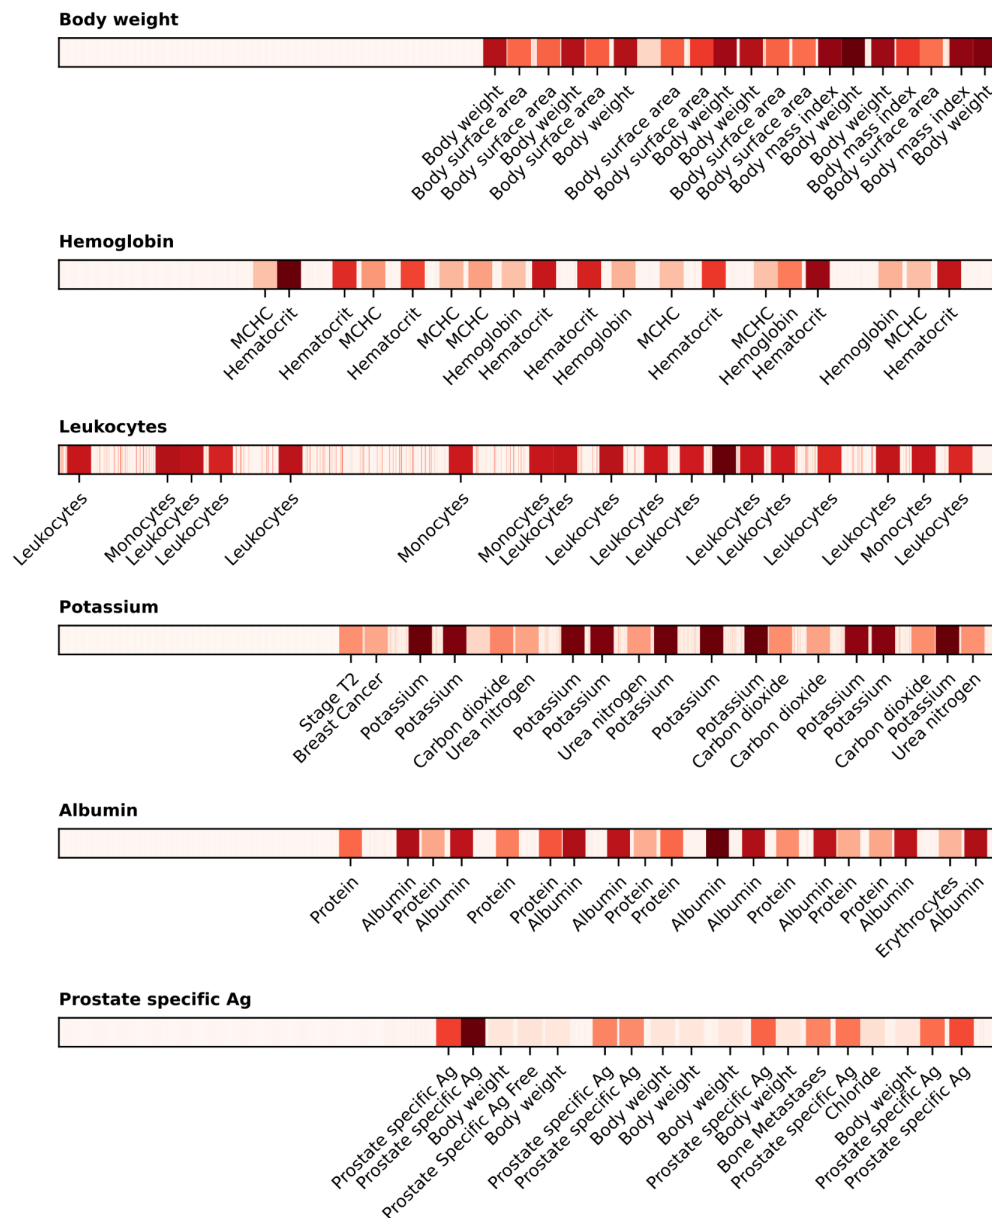 Body weight
Body weight
Body surface area
Body surface area
Body weight
Body surface area
Body weight
Body surface area
Body surface area
Body weight
Body weight
Body surface area
Body surface area
Body mass index
Body weight
Body weight
Body mass index
Body surface area
Body mass index
Body weight
Hemoglobin
MCHC
Hematocrit
Hematocrit
MCHC
Hematocrit
MCHC
MCHC
Hemoglobin
Hematocrit
Hematocrit
Hemoglobin
MCHC
Hematocrit
MCHC
Hemoglobin
Hematocrit
Hemoglobin
MCHC
Hematocrit
Leukocytes
Leukocytes
Monocytes
Leukocytes
Leukocytes
Leukocytes
Monocytes
Monocytes
Leukocytes
Leukocytes
Leukocytes
Leukocytes
Leukocytes
Leukocytes
Leukocytes
Leukocytes
Monocytes
Leukocytes
Potassium
Stage T2
Breast Cancer
Potassium
Potassium
Carbon dioxide
Urea nitrogen
Potassium
Potassium
Urea nitrogen
Potassium
Potassium
Potassium
Carbon dioxide
Carbon dioxide
Potassium
Potassium
Carbon dioxide
Potassium
Urea nitrogen
Albumin
Protein
Albumin
Protein
Albumin
Protein
Protein
Albumin
Albumin
Protein
Protein
Albumin
Albumin
Protein
Albumin
Protein
Protein
Albumin
Erythrocytes
Albumin
Prostate specific Ag
Prostate specific Ag
Prostate specific Ag
Body weight
Prostate Specific Ag Free
Body weight
Prostate specific Ag
Prostate specific Ag
Body weight
Body weight
Body weight
Prostate specific Ag
Body weight
Bone Metastases
Prostate specific Ag
Chloride
Body weight
Prostate specific Ag
Prostate specific Ag